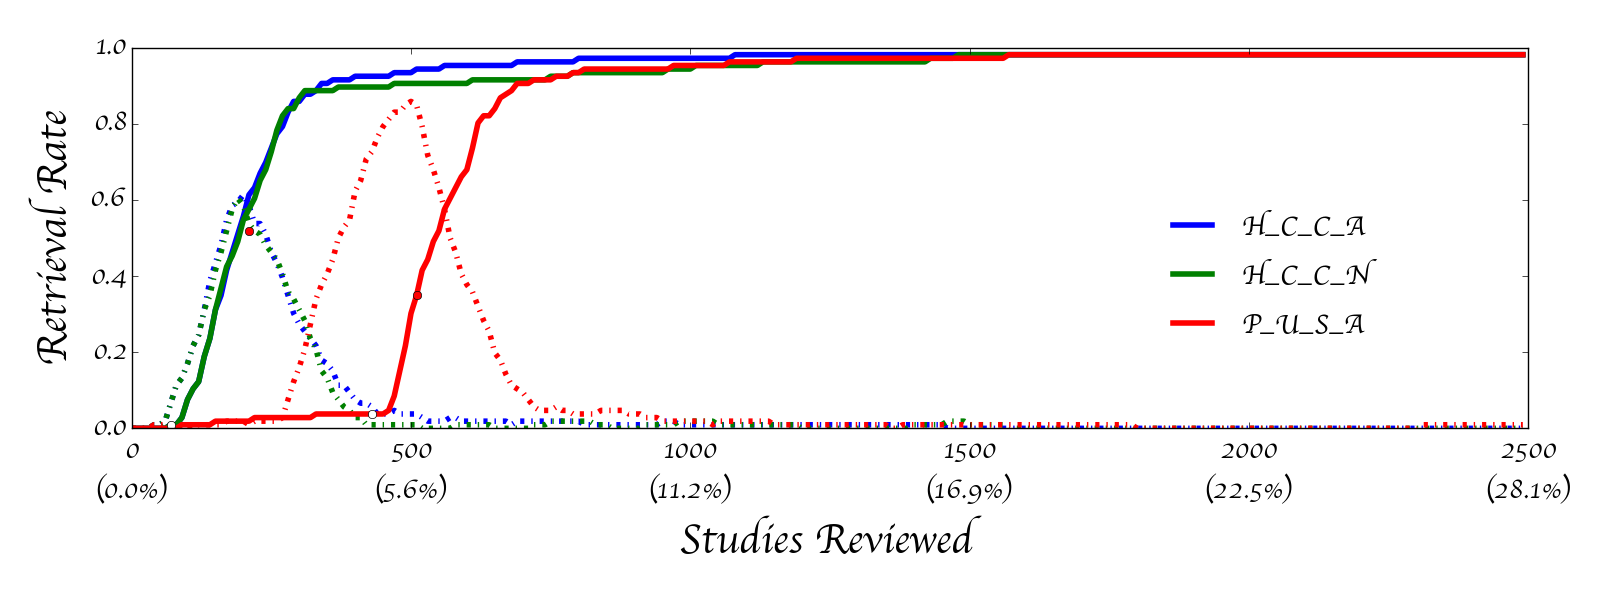 1.0
0.8
0.6
0.4
0.2
0.0
Retrieval Rate
H_C_C_A
H_C_C_N
P_U_S_A
0 500 1000 1500 2000 2500
(0.0%) (5.6%) (11.2%) (16.9%) (22.5%) (28.1%)
Studies Reviewed